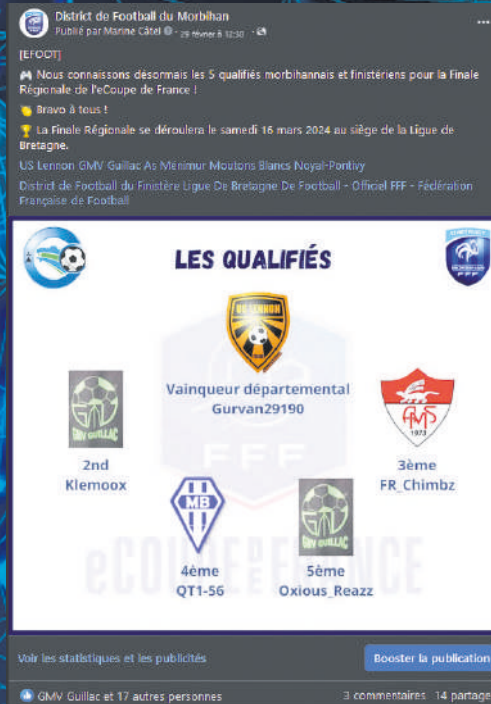 District de Football du Morbihan
Publié par Marine Câtel · 29 février à 12:30 ·
[EFOOT]
🎮 Nous connaissons désormais les 5 qualifiés morbihannais et finistériens pour la Finale
Régionale de l'eCoupe de France !
👏 Bravo à tous !
🏆 La Finale Régionale se déroulera le samedi 16 mars 2024 au siège de la Ligue de
Bretagne.
US Lennon GMV Guillac As Ménimur Moutons Blancs Noyal-Pontivy
District de Football du Finistère Ligue De Bretagne De Football - Officiel FFF - Fédération
Française de Football
LES QUALIFIÉS
US LENNON
Vainqueur départemental
Gurvan29190
GMV GUILLAC
2nd
Klemoox
AMS
1973
3ème
FR_Chimbz
FFF
MB
4ème
QT1-56
GMV GUILLAC
5ème
Oxious_Reazz
eCOUPE DE FRANCE
Voir les statistiques et les publicités
Booster la publication
GMV Guillac et 17 autres personnes
3 commentaires 14 partage